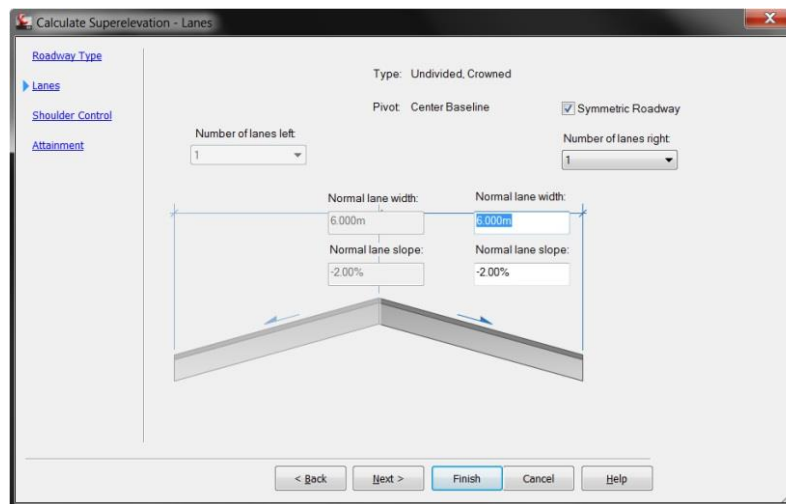 Calculate Superelevation - Lanes
Roadway Type
Lanes
Shoulder Control
Attainment
Type: Undivided, Crowned
Pivot: Center Baseline
Symmetric Roadway
Number of lanes left:
1
Number of lanes right:
1
Normal lane width:
6.000m
Normal lane width:
6.000m
Normal lane slope:
-2.00%
Normal lane slope:
-2.00%
< Back
Next >
Finish
Cancel
Help